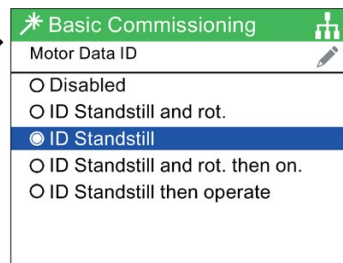 Basic Commissioning
Motor Data ID
Disabled
ID Standstill and rot.
ID Standstill
ID Standstill and rot. then on.
ID Standstill then operate